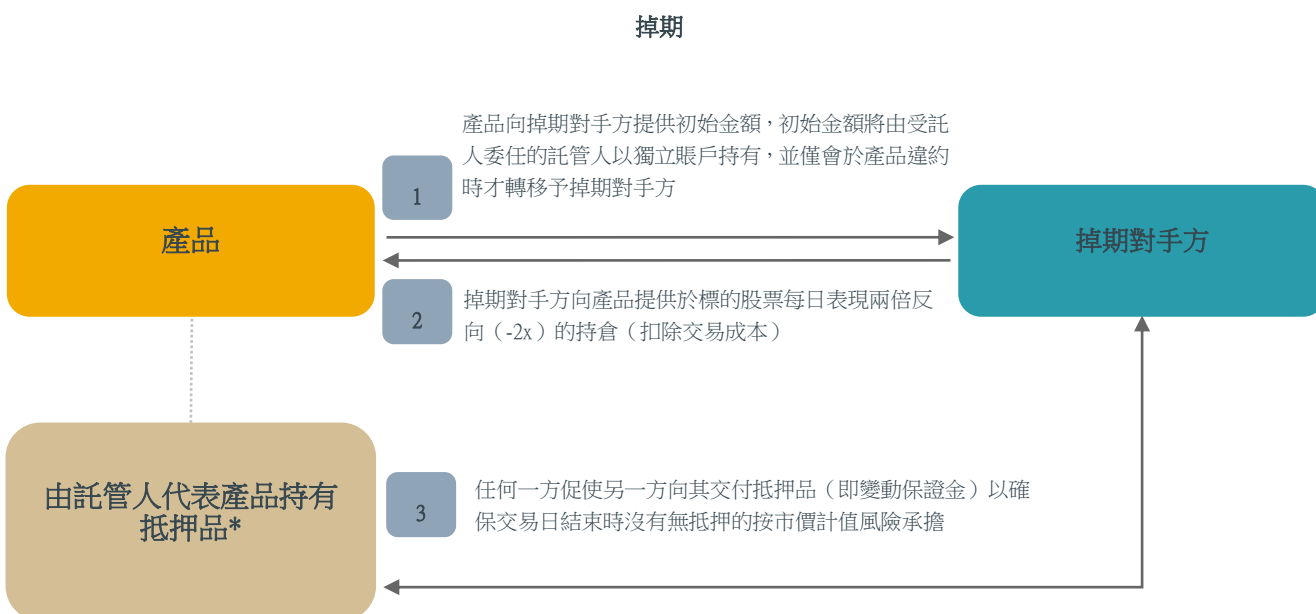 掉期
產品向掉期對手方提供初始金額，初始金額將由受託
人委任的託管人以獨立賬戶持有，並僅會於產品違約
時才轉移予掉期對手方
1
產品
掉期對手方
2
掉期對手方向產品提供於標的股票每日表現兩倍反
向（-2x）的持倉（扣除交易成本）
由託管人代表產品持有
抵押品*
3
任何一方促使另一方向其交付抵押品（即變動保證金）以確
保交易日結束時沒有無抵押的按市價計值風險承擔